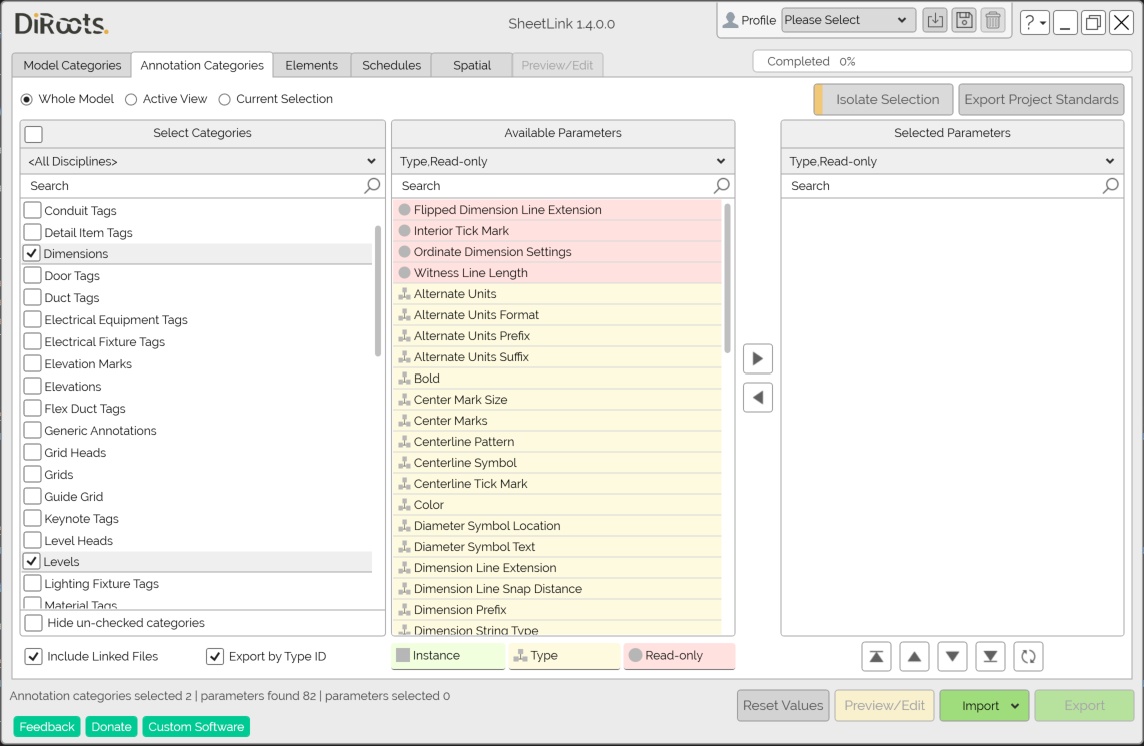 DiRoots.
SheetLink 1.4.0.0
Profile
Please Select
?
Model Categories
Annotation Categories
Elements
Schedules
Spatial
Preview/Edit
Completed 0%
Whole Model
Active View
Current Selection
Isolate Selection
Export Project Standards
Select Categories
<All Disciplines>
Search
Conduit Tags
Detail Item Tags
Dimensions
Door Tags
Duct Tags
Electrical Equipment Tags
Electrical Fixture Tags
Elevation Marks
Elevations
Flex Duct Tags
Generic Annotations
Grid Heads
Grids
Guide Grid
Keynote Tags
Level Heads
Levels
Lighting Fixture Tags
Material Tags
Hide un-checked categories
Include Linked Files
Export by Type ID
Available Parameters
Type,Read-only
Search
Flipped Dimension Line Extension
Interior Tick Mark
Ordinate Dimension Settings
Witness Line Length
Alternate Units
Alternate Units Format
Alternate Units Prefix
Alternate Units Suffix
Bold
Center Mark Size
Center Marks
Centerline Pattern
Centerline Symbol
Centerline Tick Mark
Color
Diameter Symbol Location
Diameter Symbol Text
Dimension Line Extension
Dimension Line Snap Distance
Dimension Prefix
Dimension String Type
Instance
Type
Read-only
Selected Parameters
Type,Read-only
Search
Annotation categories selected 2 | parameters found 82 | parameters selected 0
Feedback
Donate
Custom Software
Reset Values
Preview/Edit
Import
Export